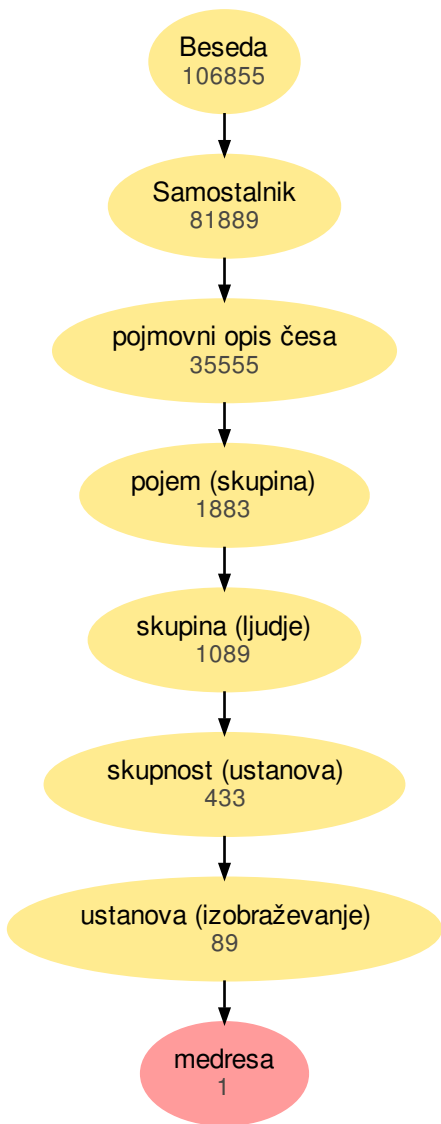 Beseda
106855
Samostalnik
81889
pojmovni opis česa
35555
pojem (skupina)
1883
skupina (ljudje)
1089
skupnost (ustanova)
433
ustanova (izobraževanje)
89
medresa
1